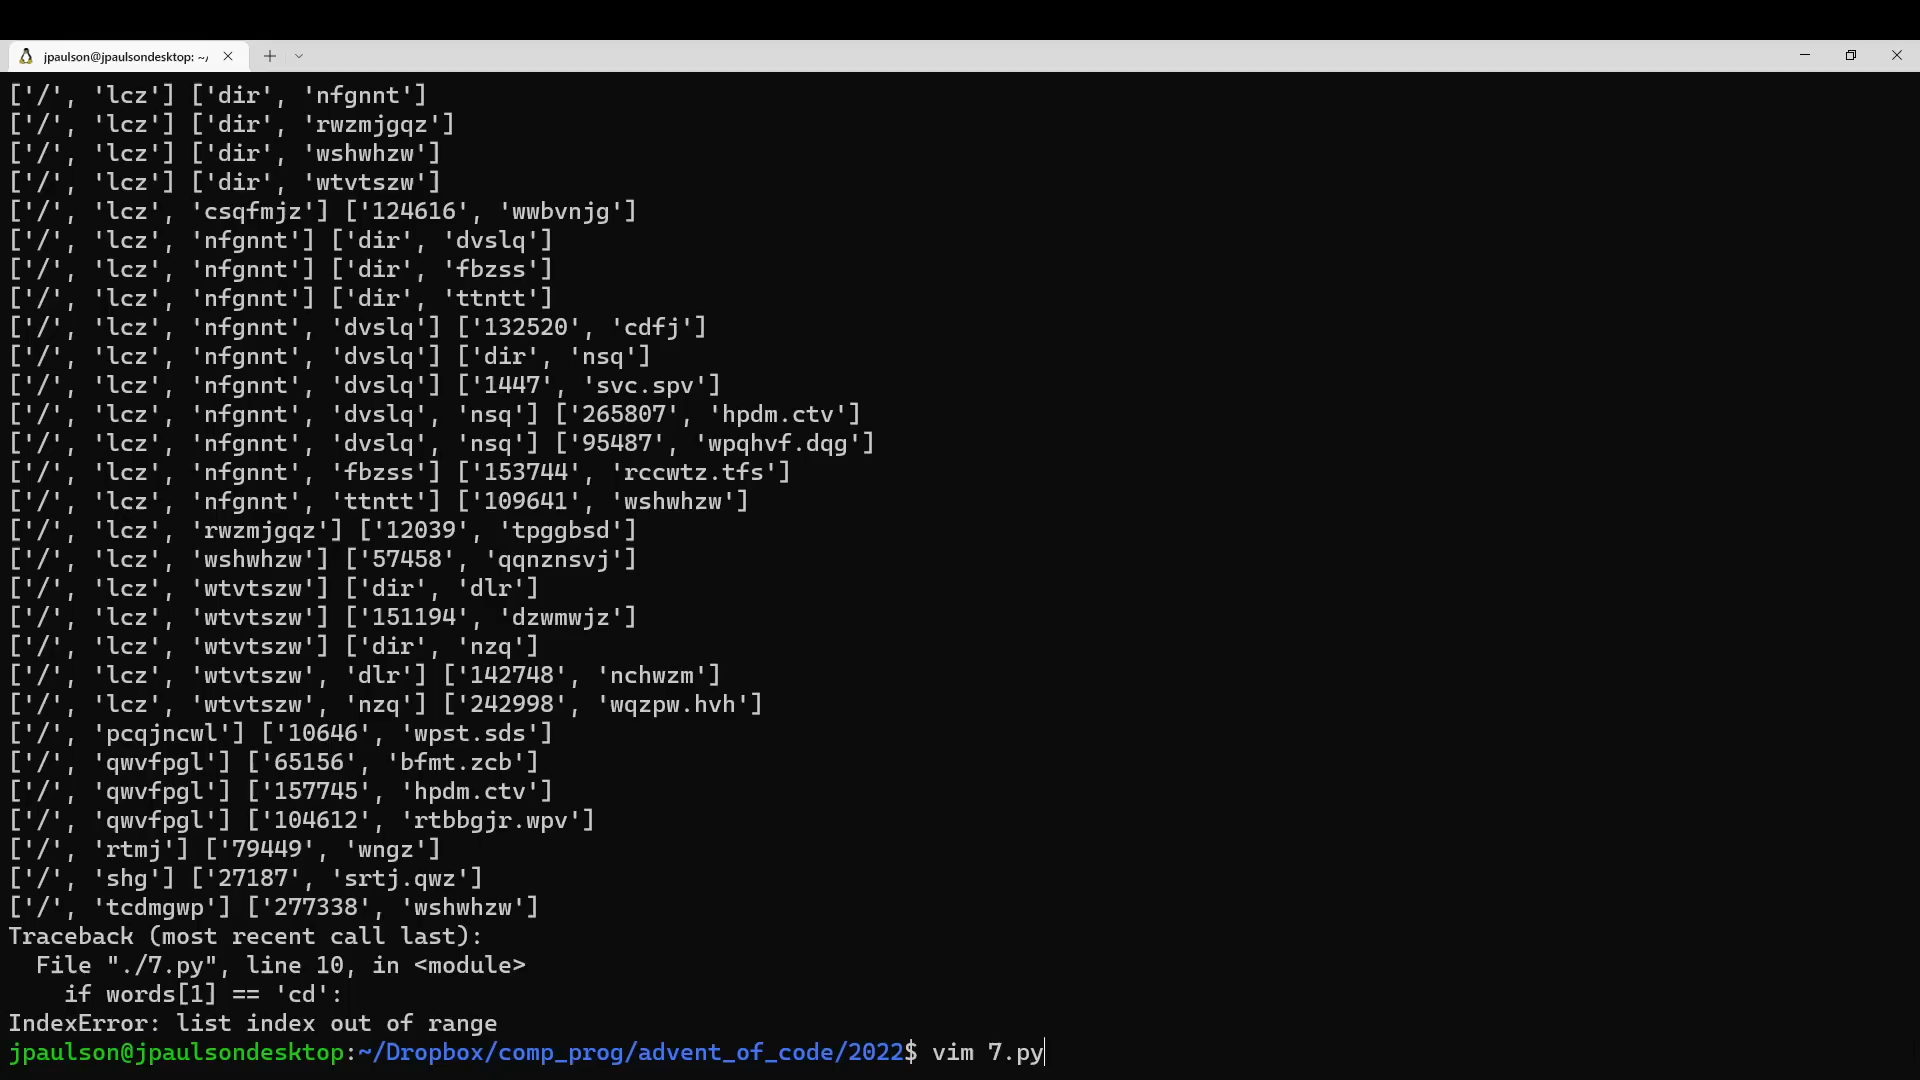 jpaulson@jpaulsondesktop: ~/
['/', 'lcz'] ['dir', 'nfgnnt']
['/', 'lcz'] ['dir', 'rwzmjgqz']
['/', 'lcz'] ['dir', 'wshwhzw']
['/', 'lcz'] ['dir', 'wtvtszw']
['/', 'lcz', 'csqfmjz'] ['124616', 'wwbvnjg']
['/', 'lcz', 'nfgnnt'] ['dir', 'dvslq']
['/', 'lcz', 'nfgnnt'] ['dir', 'fbzss']
['/', 'lcz', 'nfgnnt'] ['dir', 'ttntt']
['/', 'lcz', 'nfgnnt', 'dvslq'] ['132520', 'cdfj']
['/', 'lcz', 'nfgnnt', 'dvslq'] ['dir', 'nsq']
['/', 'lcz', 'nfgnnt', 'dvslq'] ['1447', 'svc.spv']
['/', 'lcz', 'nfgnnt', 'dvslq', 'nsq'] ['265807', 'hpdm.ctv']
['/', 'lcz', 'nfgnnt', 'dvslq', 'nsq'] ['95487', 'wpqhvf.dqg']
['/', 'lcz', 'nfgnnt', 'fbzss'] ['153744', 'rccwtz.tfs']
['/', 'lcz', 'nfgnnt', 'ttntt'] ['109641', 'wshwhzw']
['/', 'lcz', 'rwzmjgqz'] ['12039', 'tpggbsd']
['/', 'lcz', 'wshwhzw'] ['57458', 'qqnznsvj']
['/', 'lcz', 'wtvtszw'] ['dir', 'dlr']
['/', 'lcz', 'wtvtszw'] ['151194', 'dzwmwjz']
['/', 'lcz', 'wtvtszw'] ['dir', 'nzq']
['/', 'lcz', 'wtvtszw', 'dlr'] ['142748', 'nchwzm']
['/', 'lcz', 'wtvtszw', 'nzq'] ['242998', 'wqzpw.hvh']
['/', 'pcqjncwl'] ['10646', 'wpst.sds']
['/', 'qwvfpgl'] ['65156', 'bfmt.zcb']
['/', 'qwvfpgl'] ['157745', 'hpdm.ctv']
['/', 'qwvfpgl'] ['104612', 'rtbbgjr.wpv']
['/', 'rtmj'] ['79449', 'wngz']
['/', 'shg'] ['27187', 'srtj.qwz']
['/', 'tcdmgwp'] ['277338', 'wshwhzw']
Traceback (most recent call last):
  File "./7.py", line 10, in <module>
    if words[1] == 'cd':
IndexError: list index out of range
jpaulson@jpaulsondesktop:~/Dropbox/comp_prog/advent_of_code/2022$ vim 7.py